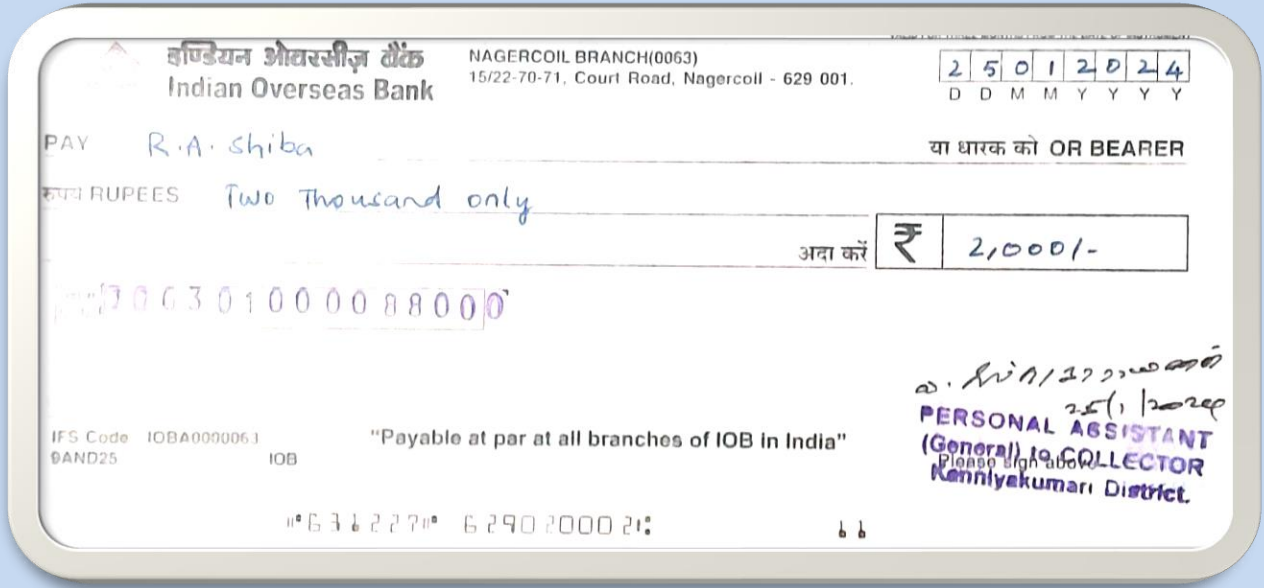 इण्डियन ओवरसीज़ बैंक
Indian Overseas Bank
NAGERCOIL BRANCH(0063)
15/22-70-71, Court Road, Nagercoil - 629 001.
2 5 0 1 2 0 2 4
D D M M Y Y Y Y
PAY R.A. Shiba या धारक को OR BEARER
रुपये RUPEES Two Thousand only
अदा करें ₹ 2,000/-
006301000088000
25/1/2024
PERSONAL ASSISTANT
(General) to COLLECTOR
Please sign above
Kanniyakumari District.
IFS Code IOBA0000063
9AND25 IOB
"Payable at par at all branches of IOB in India"
⑈631227⑈ 629020002⑆ 11